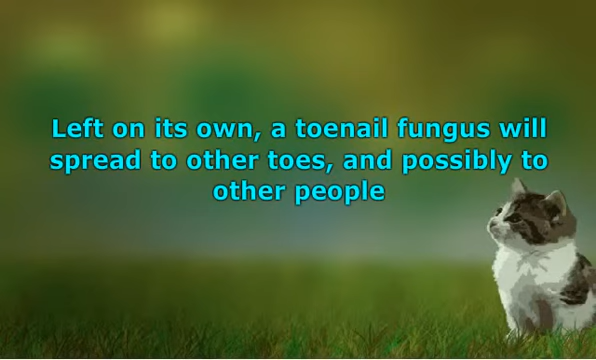 Left on its own, a toenail fungus will
spread to other toes, and possibly to
other people